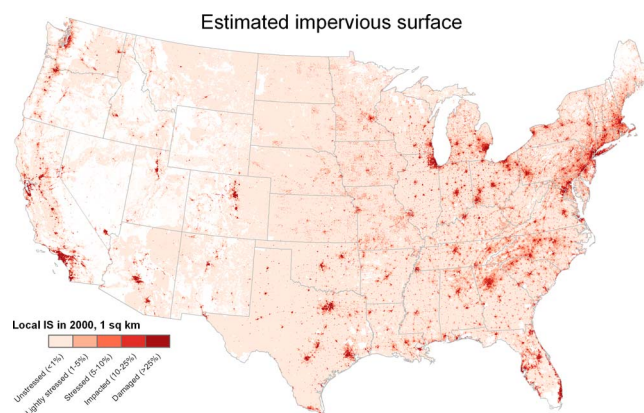 Estimated impervious surface
Local IS in 2000, 1 sq km
Unstressed (<1%)
Lightly stressed (1-5%)
Stressed (5-10%)
Impacted (10-25%)
Damaged (>25%)